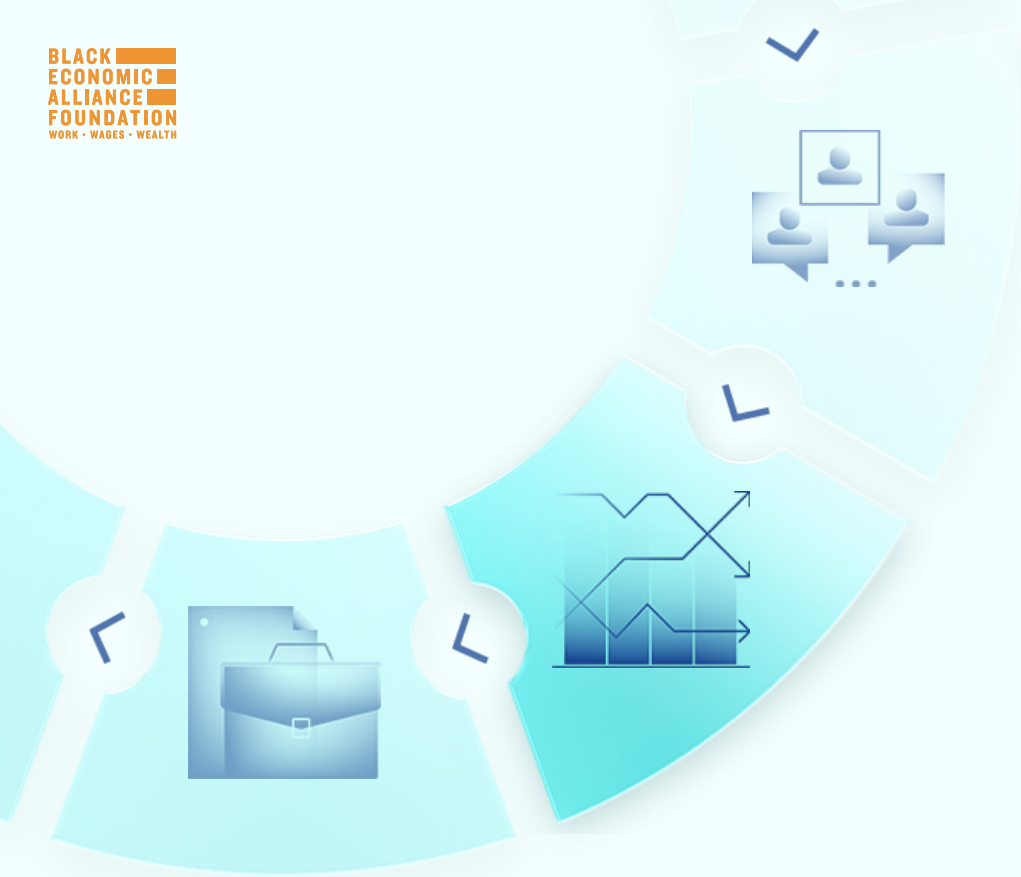 BLACK
ECONOMIC
ALLIANCE
FOUNDATION
WORK • WAGES • WEALTH